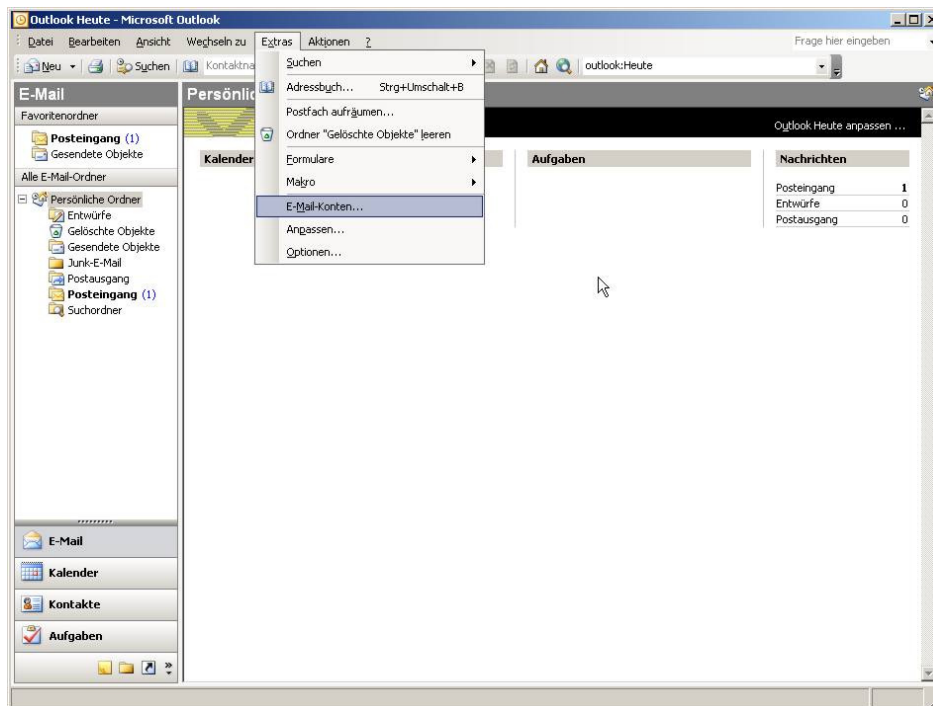 Outlook Heute - Microsoft Outlook
Datei Bearbeiten Ansicht Wechseln zu Extras Aktionen ? Frage hier eingeben
Neu Suchen Kontaktna outlook:Heute
E-Mail
Favoritenordner
Posteingang (1)
Gesendete Objekte
Alle E-Mail-Ordner
Persönliche Ordner
Entwürfe
Gelöschte Objekte
Gesendete Objekte
Junk-E-Mail
Postausgang
Posteingang (1)
Suchordner
E-Mail
Kalender
Kontakte
Aufgaben
Suchen
Adressbuch... Strg+Umschalt+B
Postfach aufräumen...
Ordner "Gelöschte Objekte" leeren
Formulare
Makro
E-Mail-Konten...
Anpassen...
Optionen...
Persönlic
Outlook Heute anpassen ...
Kalender
Aufgaben
Nachrichten
Posteingang 1
Entwürfe 0
Postausgang 0